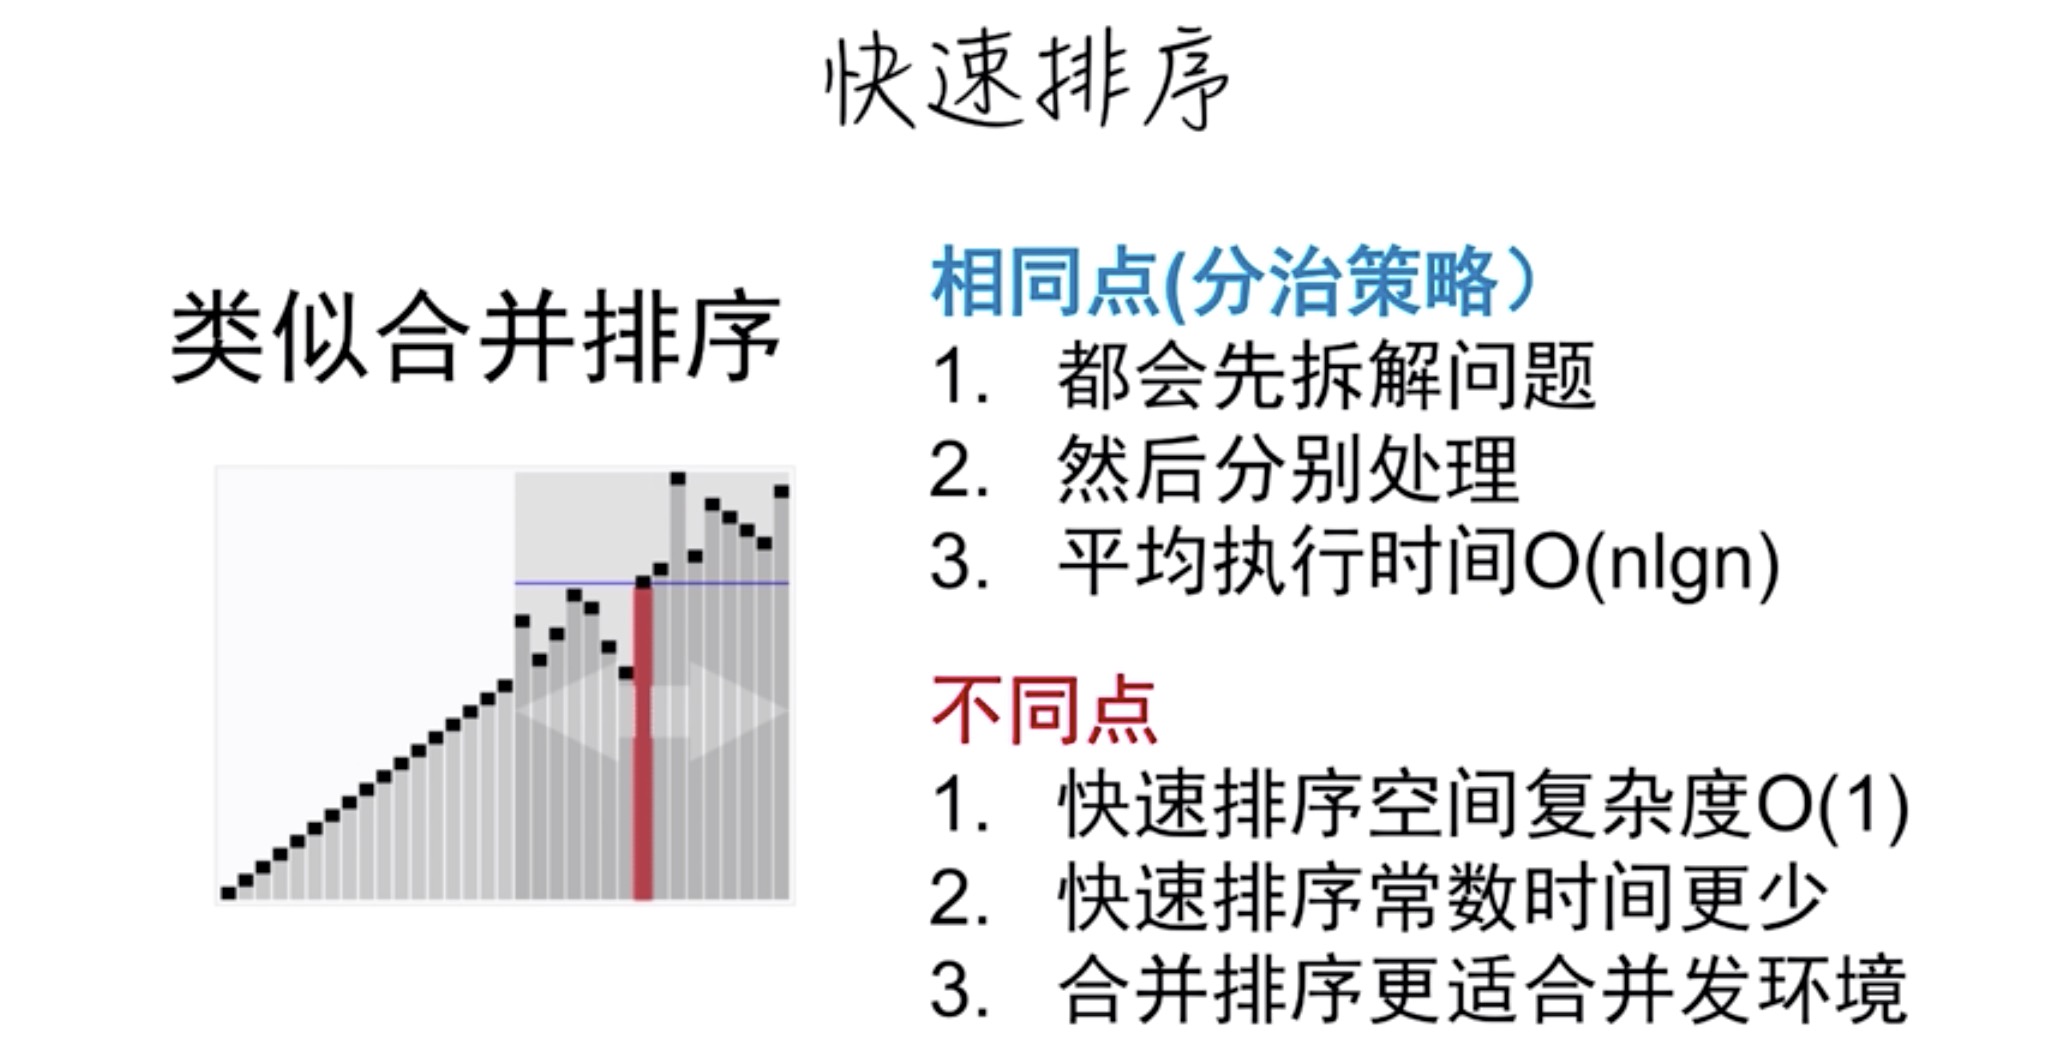 快速排序
类似合并排序
相同点(分治策略）
1. 都会先拆解问题
2. 然后分别处理
3. 平均执行时间O(nlgn)
不同点
1. 快速排序空间复杂度O(1)
2. 快速排序常数时间更少
3. 合并排序更适合并发环境